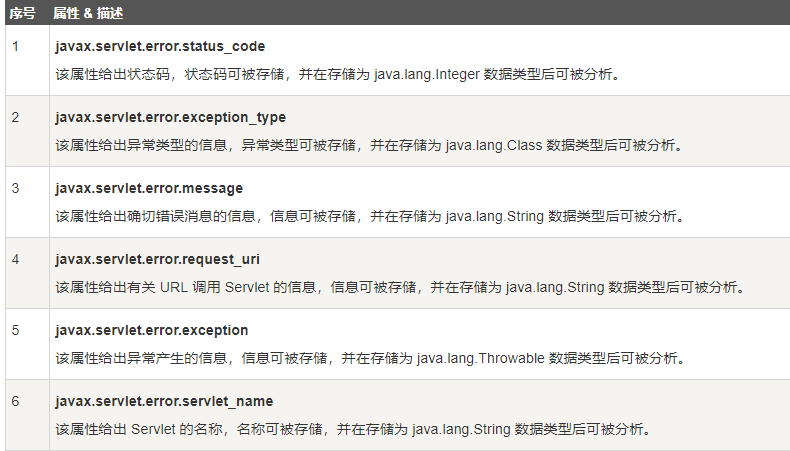 序号 属性 & 描述
1 javax.servlet.error.status_code
该属性给出状态码，状态码可被存储，并在存储为 java.lang.Integer 数据类型后可被分析。
2 javax.servlet.error.exception_type
该属性给出异常类型的信息，异常类型可被存储，并在存储为 java.lang.Class 数据类型后可被分析。
3 javax.servlet.error.message
该属性给出确切错误消息的信息，信息可被存储，并在存储为 java.lang.String 数据类型后可被分析。
4 javax.servlet.error.request_uri
该属性给出有关 URL 调用 Servlet 的信息，信息可被存储，并在存储为 java.lang.String 数据类型后可被分析。
5 javax.servlet.error.exception
该属性给出异常产生的信息，信息可被存储，并在存储为 java.lang.Throwable 数据类型后可被分析。
6 javax.servlet.error.servlet_name
该属性给出 Servlet 的名称，名称可被存储，并在存储为 java.lang.String 数据类型后可被分析。